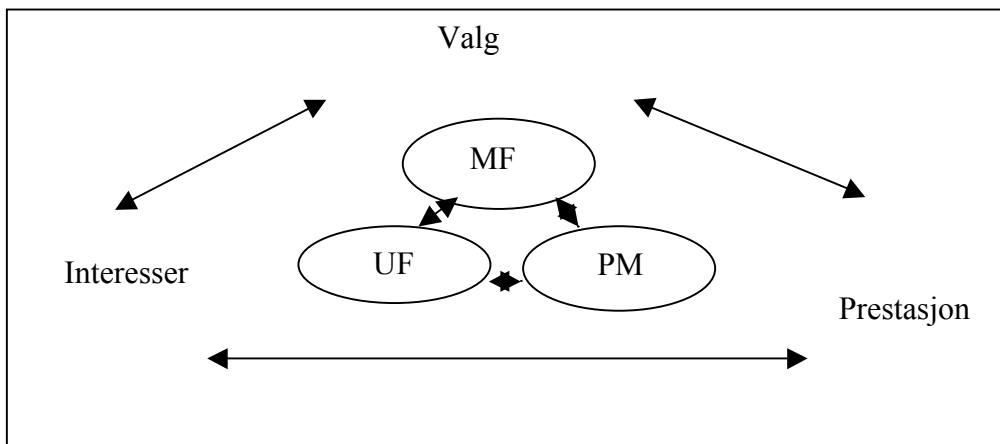 Valg
MF
UF
PM
Interesser
Prestasjon